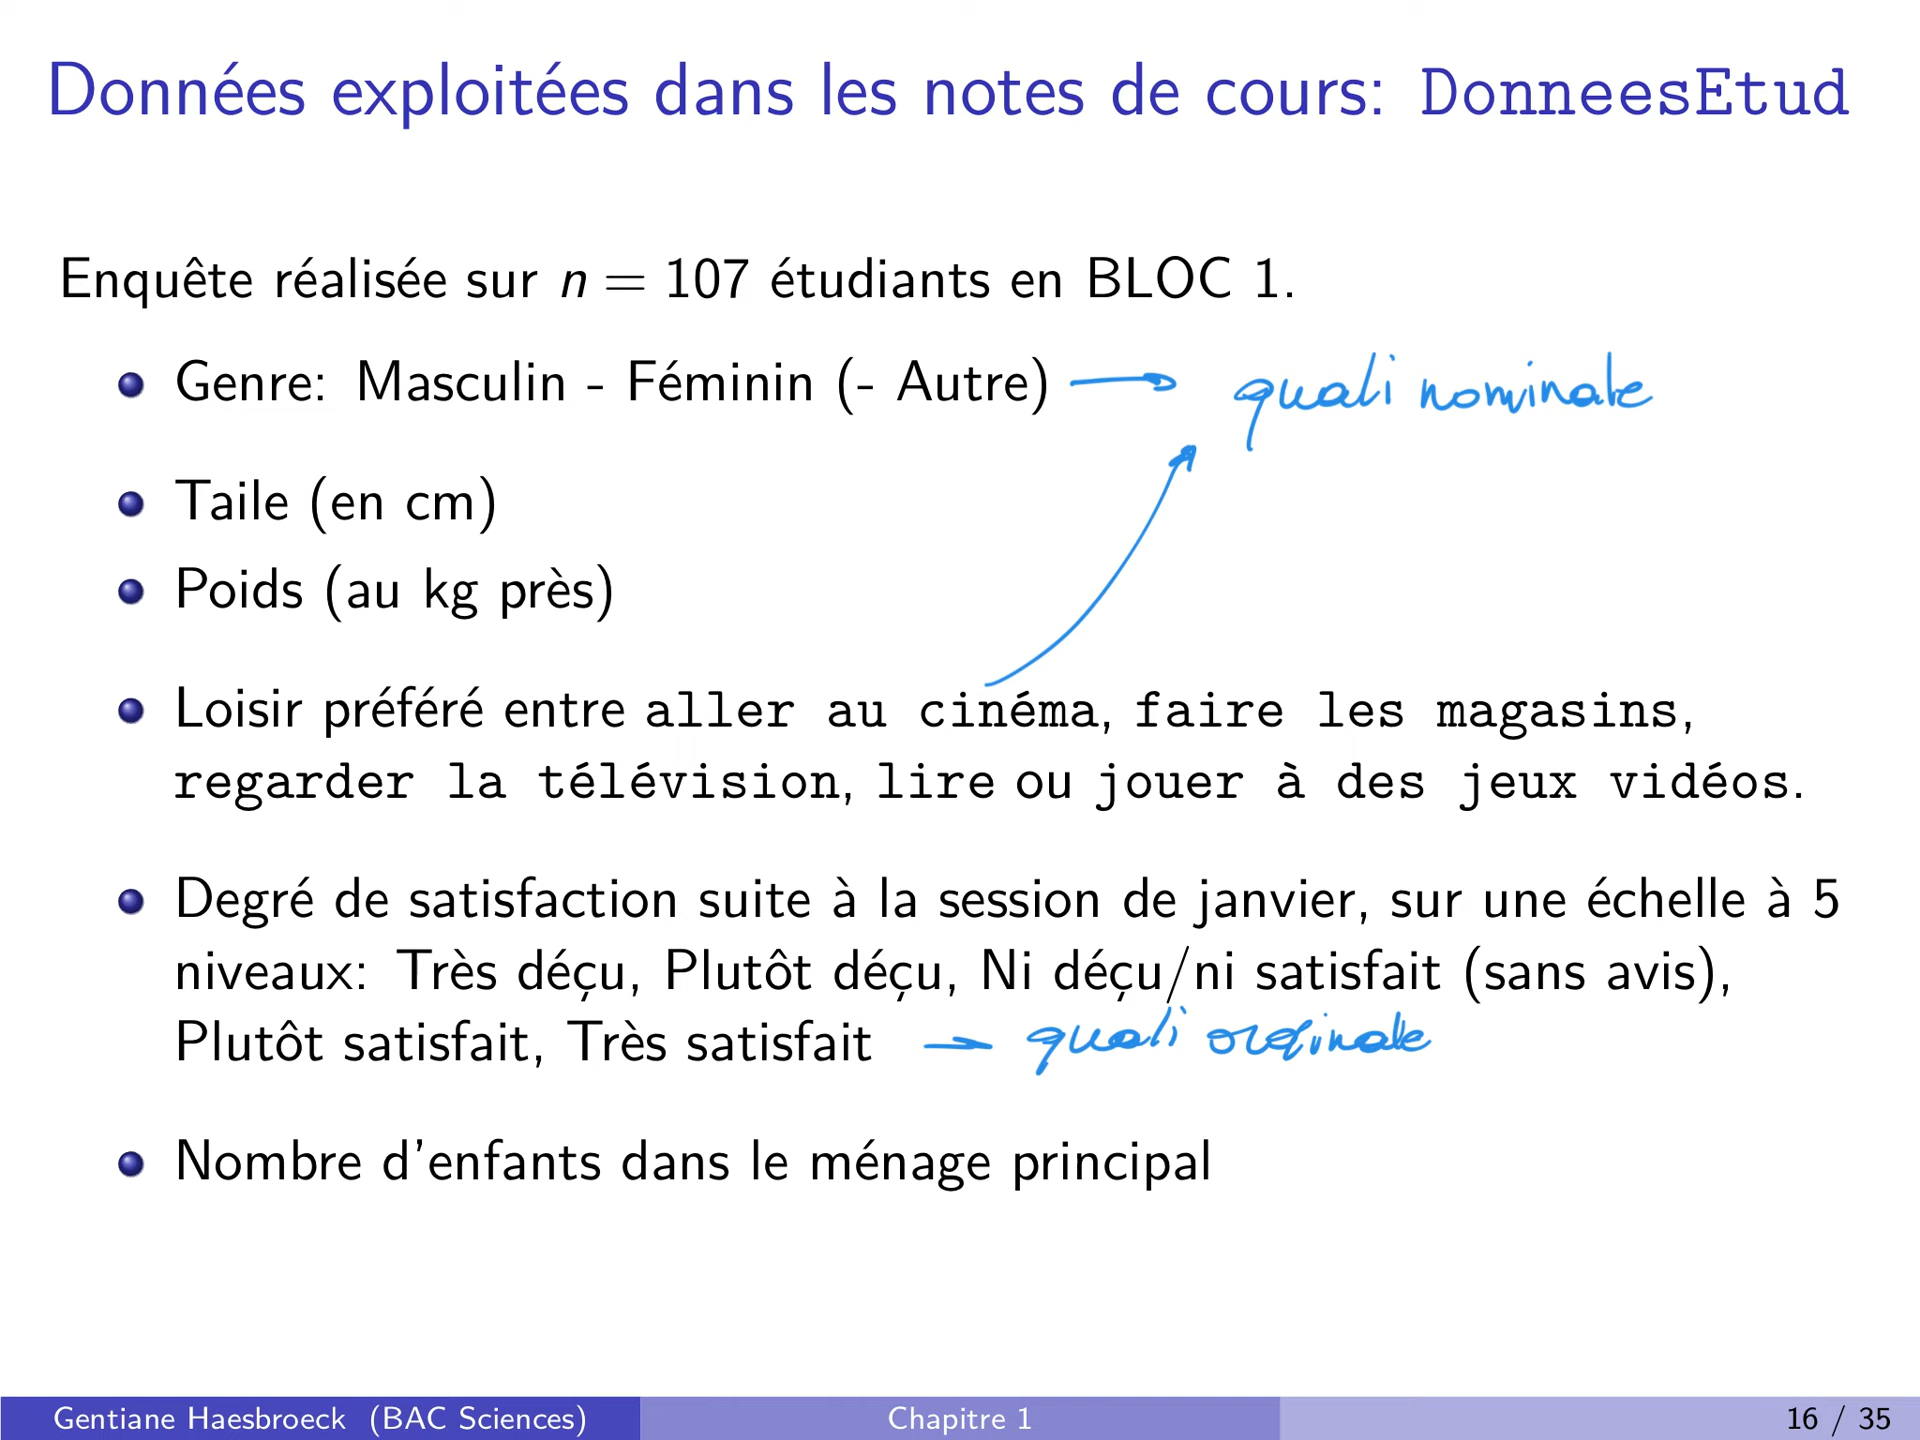 Données exploitées dans les notes de cours: DonneesEtud
Enquête réalisée sur n = 107 étudiants en BLOC 1.
Genre: Masculin - Féminin (- Autre) → quali nominale
Taile (en cm)
Poids (au kg près)
Loisir préféré entre aller au cinéma, faire les magasins,
regarder la télévision, lire ou jouer à des jeux vidéos.
Degré de satisfaction suite à la session de janvier, sur une échelle à 5
niveaux: Très déçu, Plutôt déçu, Ni déçu/ni satisfait (sans avis),
Plutôt satisfait, Très satisfait → quali ordinale
Nombre d'enfants dans le ménage principal
Gentiane Haesbroeck (BAC Sciences) Chapitre 1 16 / 35